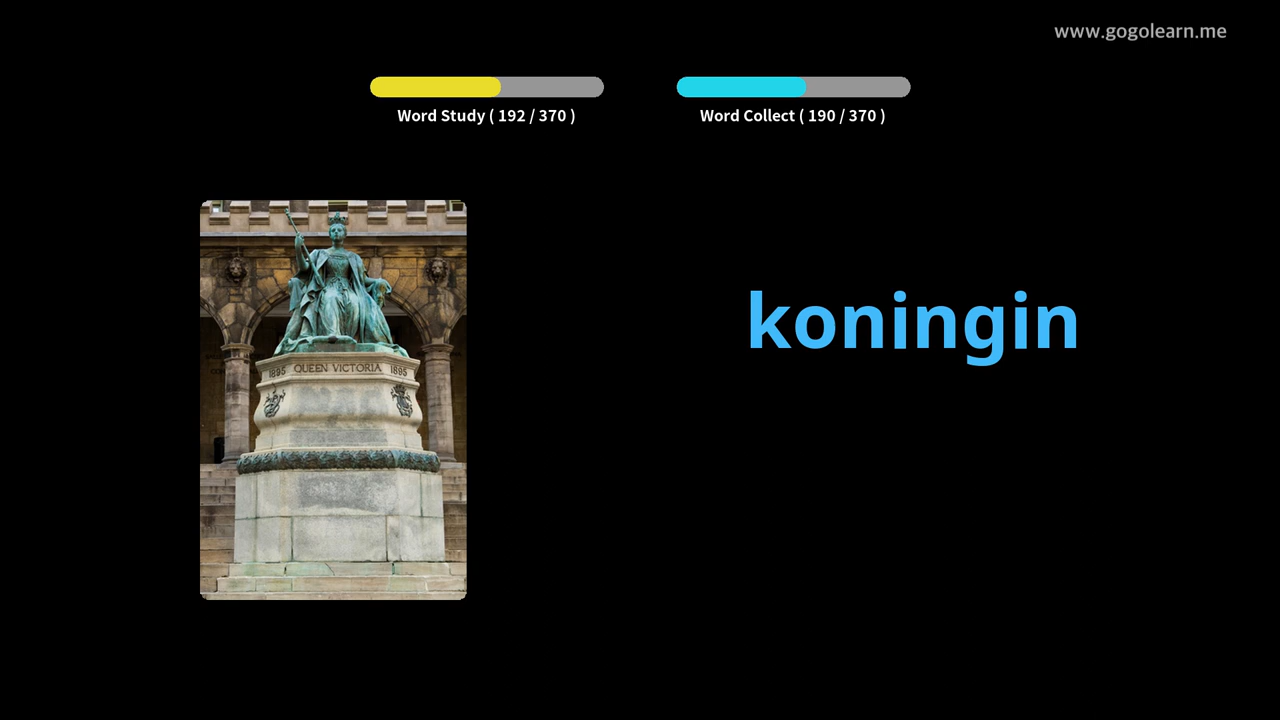 www.gogolearn.me
Word Study ( 192 / 370 )
Word Collect ( 190 / 370 )
koningin
1895 QUEEN VICTORIA 1895